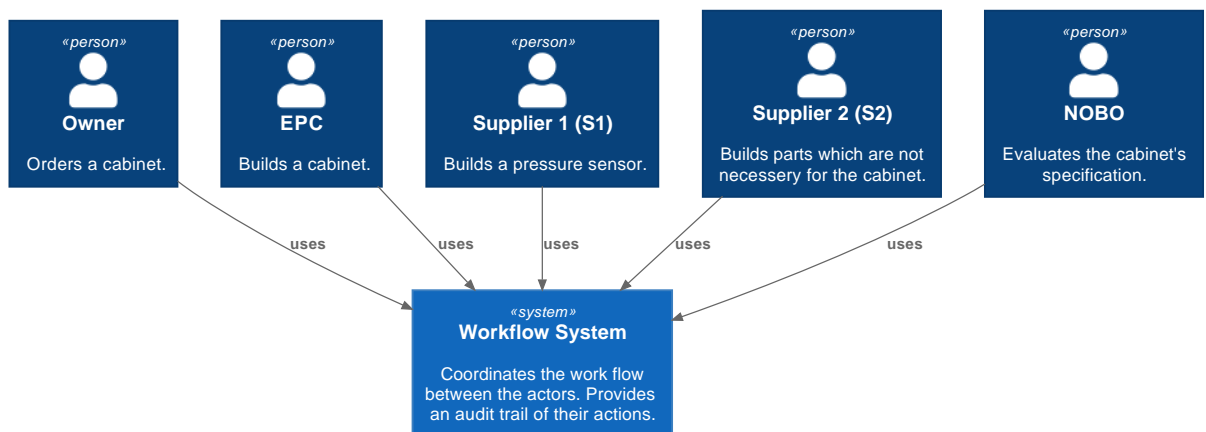 «person»
Owner
Orders a cabinet.
«person»
EPC
Builds a cabinet.
«person»
Supplier 1 (S1)
Builds a pressure sensor.
«person»
Supplier 2 (S2)
Builds parts which are not
necessery for the cabinet.
«person»
NOBO
Evaluates the cabinet's
specification.
uses
uses
uses
uses
uses
«system»
Workflow System
Coordinates the work flow
between the actors. Provides
an audit trail of their actions.